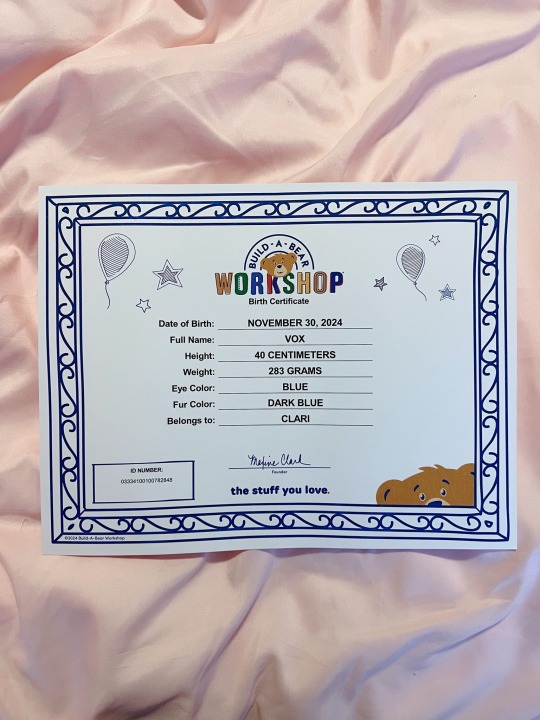 BUILD-A-BEAR
WORKSHOP
Birth Certificate
Date of Birth: NOVEMBER 30, 2024
Full Name: VOX
Height: 40 CENTIMETERS
Weight: 283 GRAMS
Eye Color: BLUE
Fur Color: DARK BLUE
Belongs to: CLARI
ID NUMBER:
Maxine Clark
Founder
the stuff you love.
©2024 Build-A-Bear Workshop